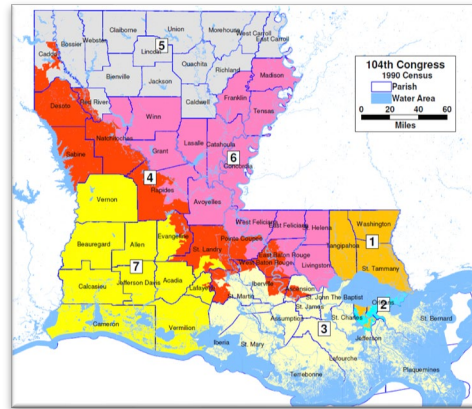 104th Congress
1990 Census
Parish
Water Area
0 20 40 60
Miles
Claiborne
Union
Morehouse
West Carroll
East Carroll
Webster
Bossier
Caddo
5
Lincoln
Ouachita
Richland
Madison
Bienville
Jackson
Franklin
Tensas
Caldwell
Red River
Desoto
Winn
Natchitoches
Lasalle
Catahoula
Grant
6
Concordia
Sabine
4
Rapides
Vernon
Avoyelles
West Feliciana
East Feliciana
St. Helena
Washington
1
Tangipahoa
Evangeline
St. Landry
Pointe Coupee
East Baton Rouge
West Baton Rouge
Beauregard
Allen
Livingston
St. Tammany
7
Calcasieu
Jefferson Davis
Acadia
Lafayette
Iberville
Ascension
St. Martin
St. John The Baptist
St. James
Orleans
2
St. Charles
St. Bernard
Assumption
3
Jefferson
Cameron
Vermilion
Iberia
St. Mary
Lafourche
Terrebonne
Plaquemines